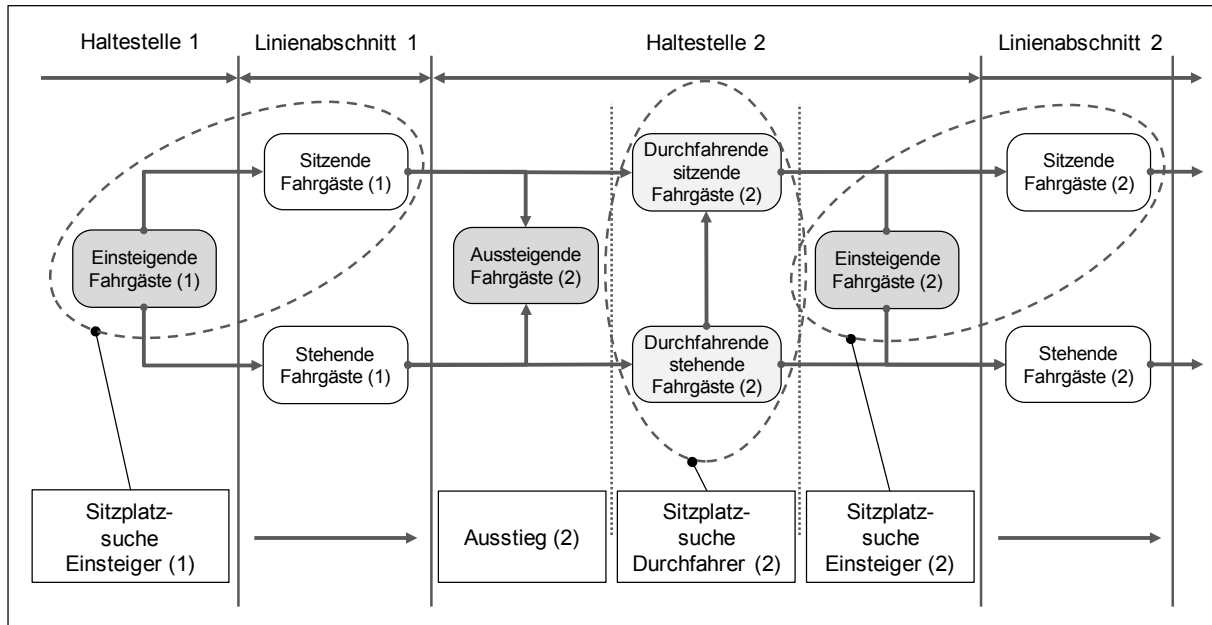 Haltestelle 1
Linienabschnitt 1
Haltestelle 2
Linienabschnitt 2
Sitzende
Fahrgäste (1)
Durchfahrende
sitzende
Fahrgäste (2)
Sitzende
Fahrgäste (2)
Einsteigende
Fahrgäste (1)
Aussteigende
Fahrgäste (2)
Einsteigende
Fahrgäste (2)
Stehende
Fahrgäste (1)
Durchfahrende
stehende
Fahrgäste (2)
Stehende
Fahrgäste (2)
Sitzplatz-
suche
Einsteiger (1)
Ausstieg (2)
Sitzplatz-
suche
Durchfahrer (2)
Sitzplatz-
suche
Einsteiger (2)